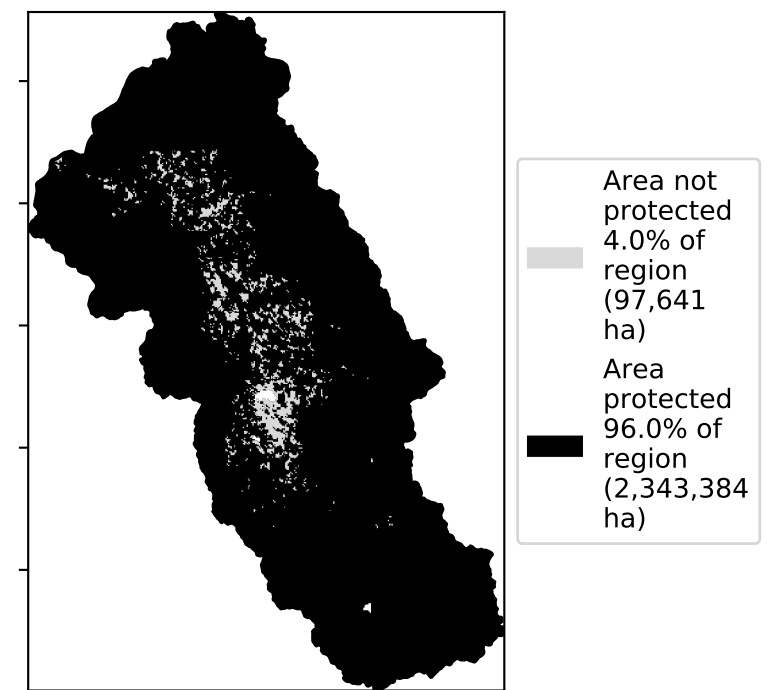 Area not
protected
4.0% of
region
(97,641
ha)
Area
protected
96.0% of
region
(2,343,384
ha)